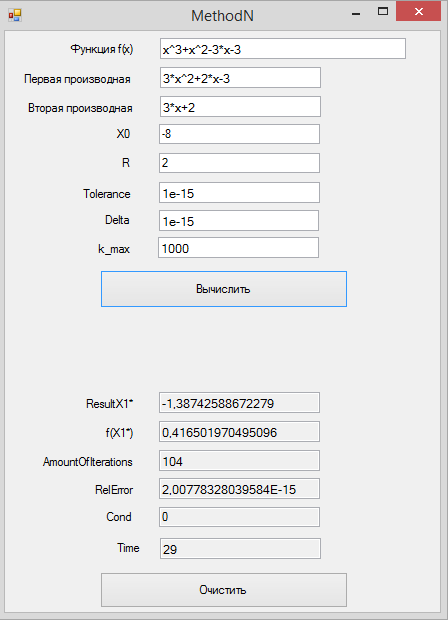 MethodN
Функция f(x) x^3+x^2-3*x-3
Первая производная 3*x^2+2*x-3
Вторая производная 3*x+2
X0 -8
R 2
Tolerance 1e-15
Delta 1e-15
k_max 1000
Вычислить
ResultX1* -1,38742588672279
f(X1*) 0,416501970495096
AmountOfIterations 104
RelError 2,00778328039584E-15
Cond 0
Time 29
Очистить